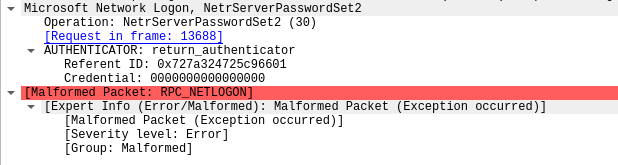 Microsoft Network Logon, NetrServerPasswordSet2
Operation: NetrServerPasswordSet2 (30)
[Request in frame: 13688]
AUTHENTICATOR: return_authenticator
Referent ID: 0x727a324725c96601
Credential: 0000000000000000
[Malformed Packet: RPC_NETLOGON]
[Expert Info (Error/Malformed): Malformed Packet (Exception occurred)]
[Malformed Packet (Exception occurred)]
[Severity level: Error]
[Group: Malformed]